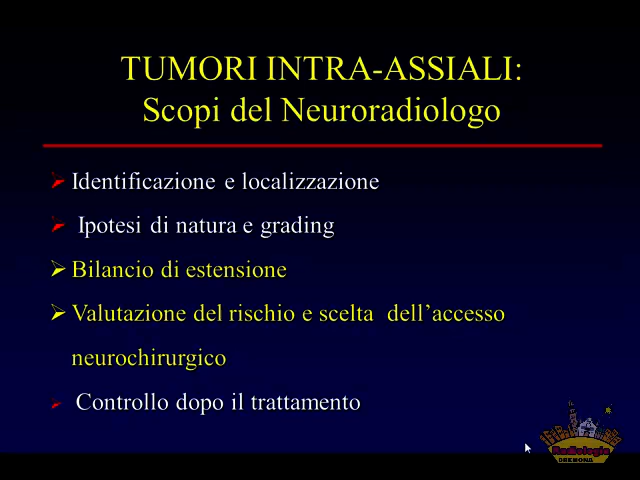 TUMORI INTRA-ASSIALI:
Scopi del Neuroradiologo
Identificazione e localizzazione
Ipotesi di natura e grading
Bilancio di estensione
Valutazione del rischio e scelta dell’accesso
neurochirurgico
Controllo dopo il trattamento
Radiologia
CREMONA